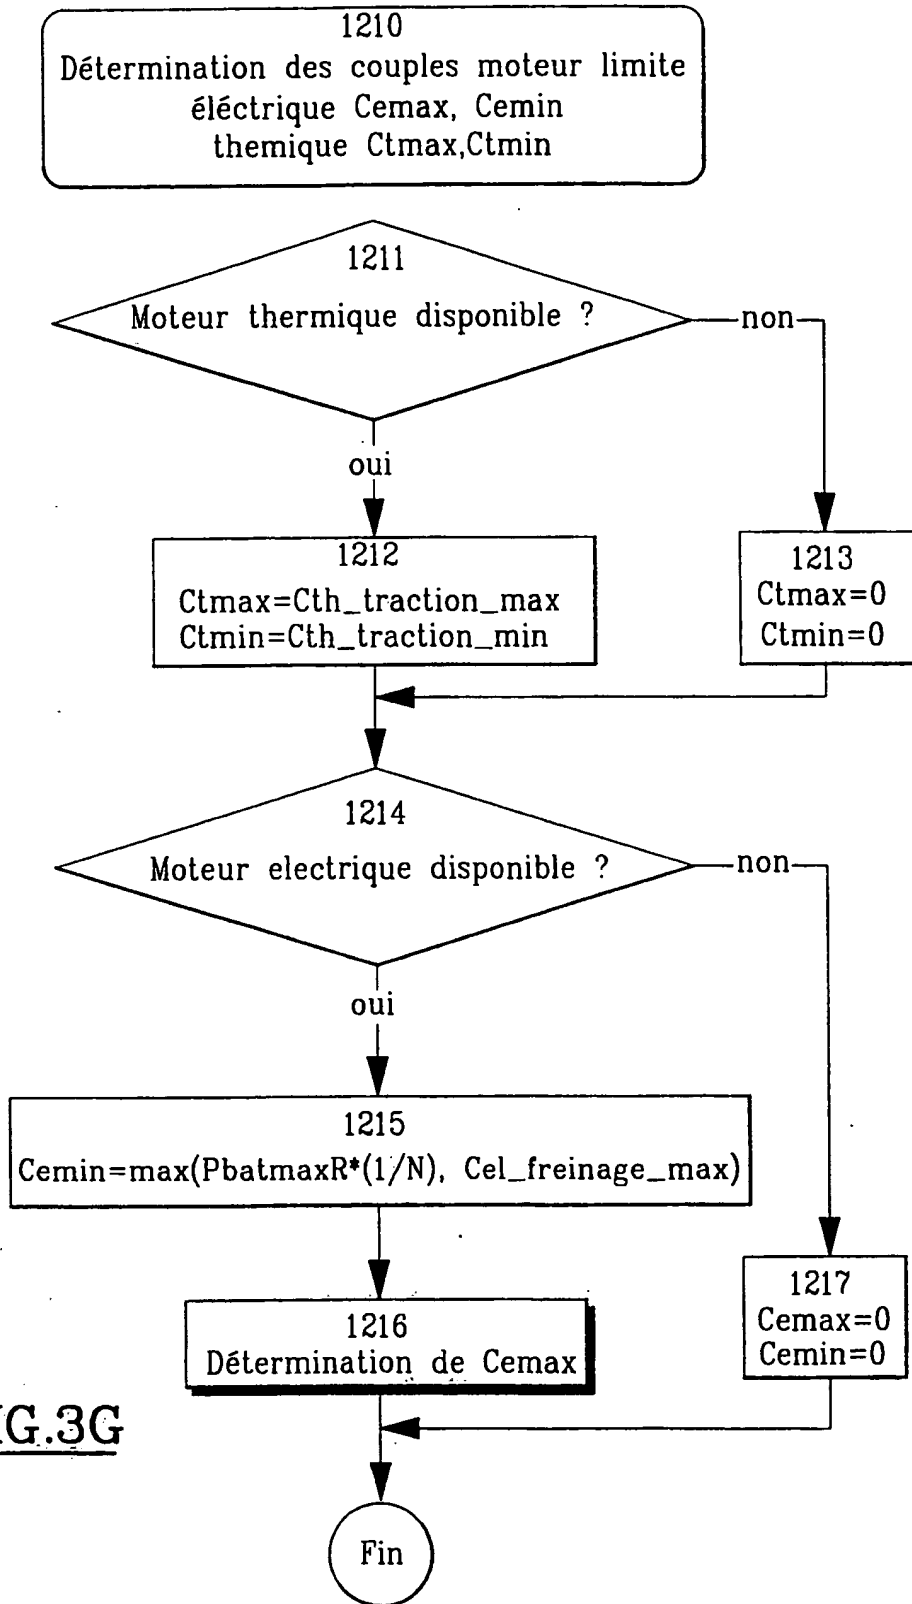 1210
Détermination des couples moteur limite
éléctrique Cemax, Cemin
themique Ctmax,Ctmin
1211
Moteur thermique disponible ?
non
oui
1212
Ctmax=Cth_traction_max
Ctmin=Cth_traction_min
1213
Ctmax=0
Ctmin=0
1214
Moteur electrique disponible ?
non
oui
1215
Cemin=max(PbatmaxR*(1/N), Cel_freinage_max)
1216
Détermination de Cemax
1217
Cemax=0
Cemin=0
IG.3G
Fin